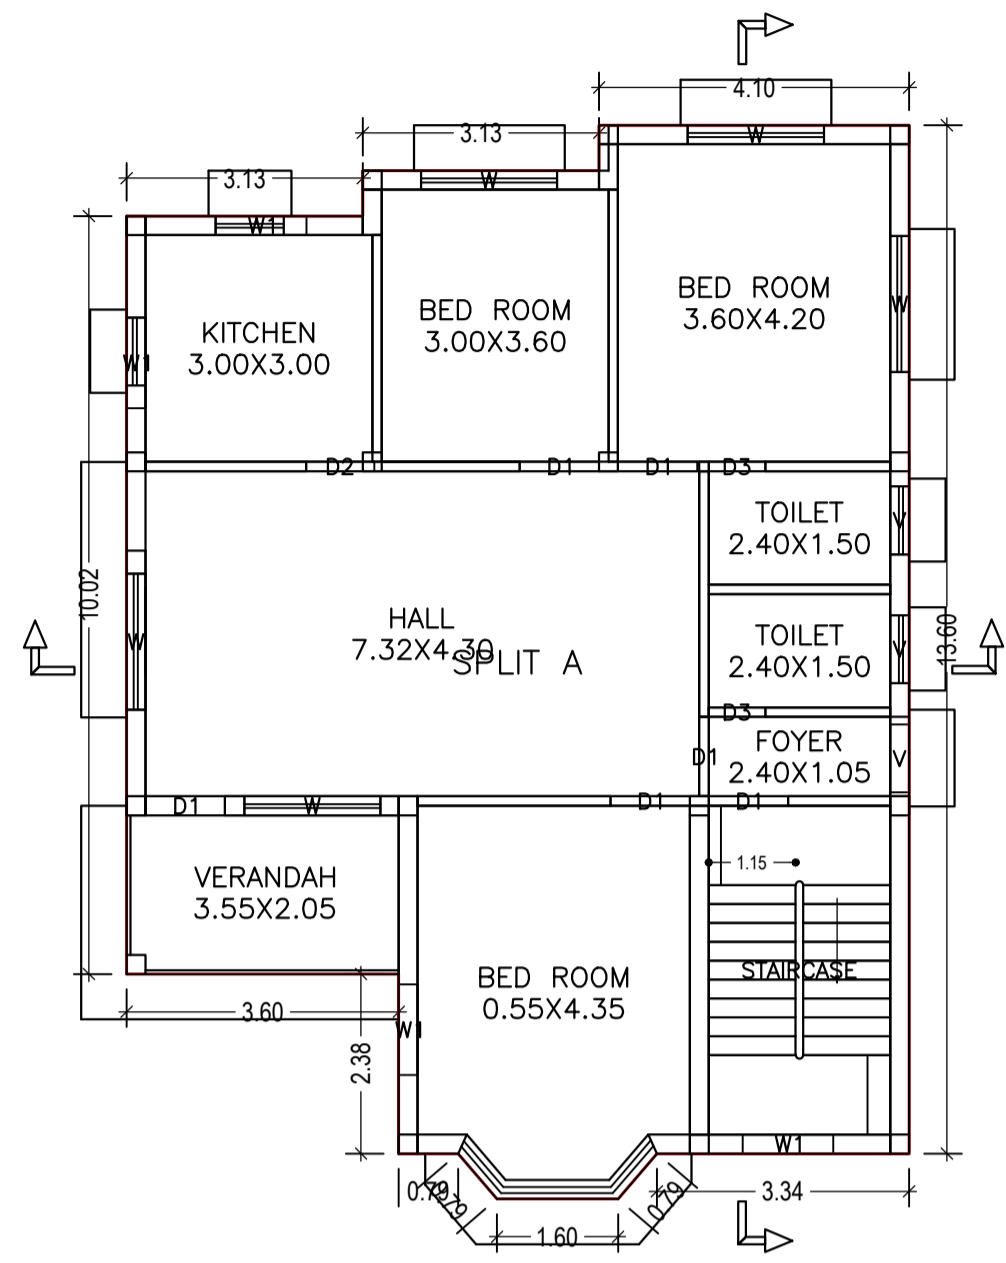 4.10
3.13
W
3.13
W
W1
BED ROOM
3.60X4.20
W
BED ROOM
3.00X3.60
KITCHEN
3.00X3.00
W1
D2
D1
D1
D3
TOILET
2.40X1.50
V
10.02
HALL
7.32X4.30
SPLIT A
W
TOILET
2.40X1.50
V
13.60
D3
FOYER
2.40X1.05
D1
V
D1
W
D1
D1
VERANDAH
3.55X2.05
1.15
BED ROOM
0.55X4.35
STAIRCASE
3.60
W1
2.38
W1
0.79
0.79
1.60
0.79
3.34